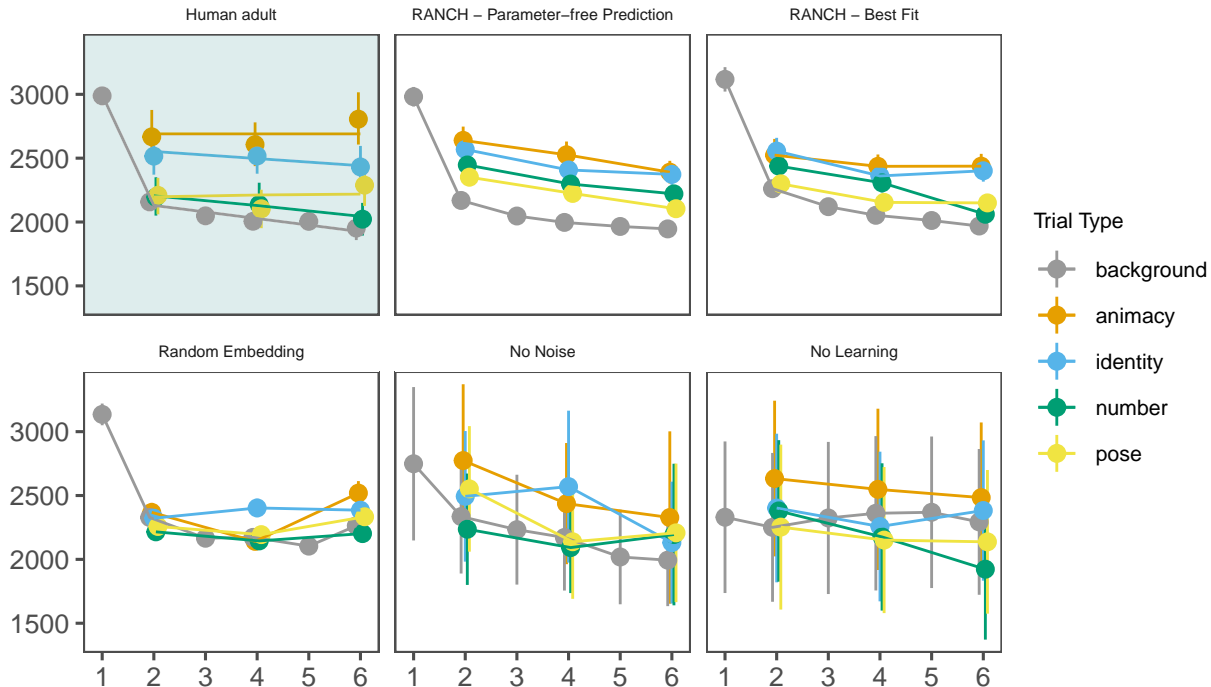 Human adult
RANCH − Parameter−free Prediction
RANCH − Best Fit
3000
2500
2000
1500
Random Embedding
No Noise
No Learning
3000
2500
2000
1500
1 2 3 4 5 6
1 2 3 4 5 6
1 2 3 4 5 6
Trial Type
background
animacy
identity
number
pose